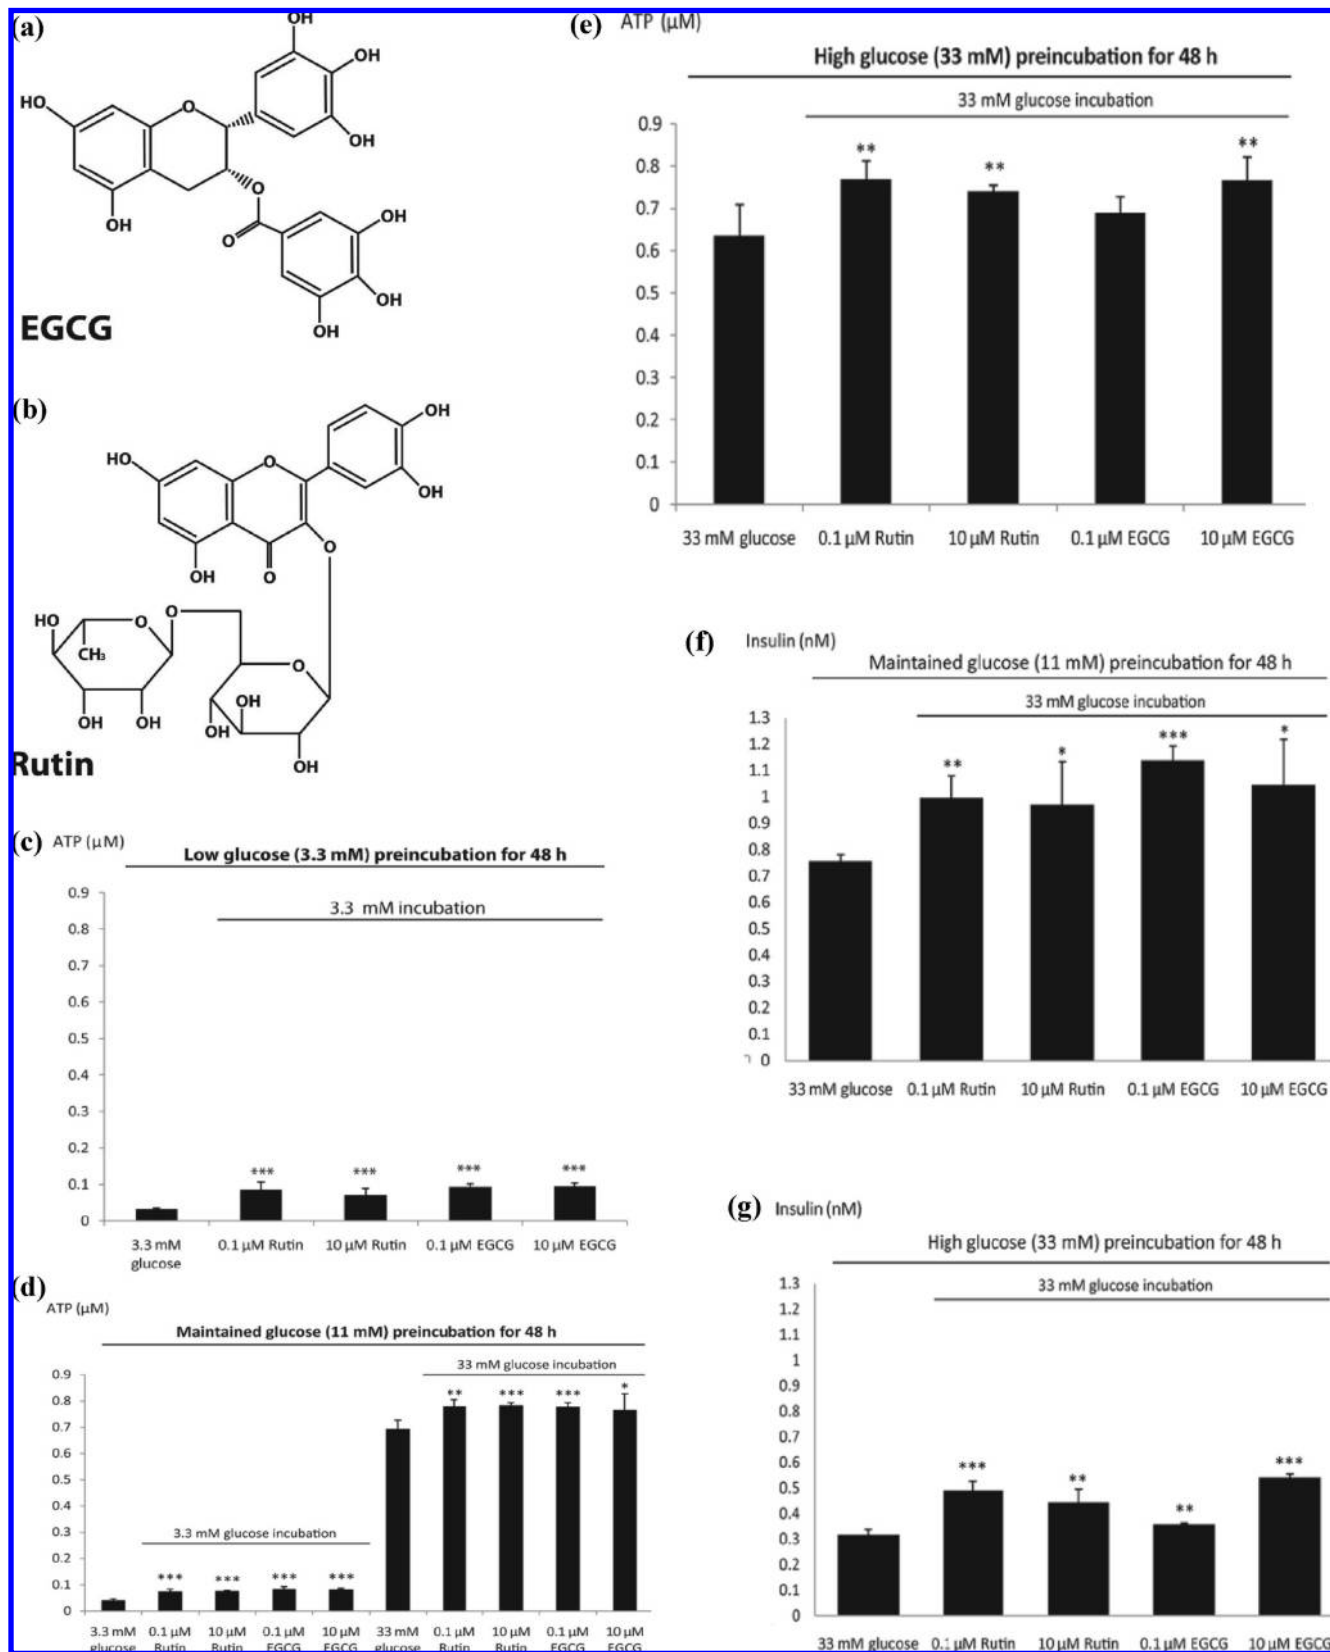 (a)
OH
OH
HO
O
OH
O
OH
O
OH
OH
OH
EGCG
(b)
OH
HO
O
OH
O
OH
O
O
HO
O
CH₃
O
OH
OH
OH
OH
OH
Rutin
(c) ATP (µM)
Low glucose (3.3 mM) preincubation for 48 h
3.3 mM incubation
0.9
0.8
0.7
0.6
0.5
0.4
0.3
0.2
0.1
0
*** *** *** ***
3.3 mM glucose
0.1 µM Rutin
10 µM Rutin
0.1 µM EGCG
10 µM EGCG
(d)
ATP (µM)
Maintained glucose (11 mM) preincubation for 48 h
33 mM glucose incubation
0.9
0.8
0.7
0.6
0.5
0.4
0.3
0.2
0.1
0
** *** *** *
3.3 mM glucose incubation
*** *** *** ***
3.3 mM glucose
0.1 µM Rutin
10 µM Rutin
0.1 µM EGCG
10 µM EGCG
33 mM glucose
0.1 µM Rutin
10 µM Rutin
0.1 µM EGCG
10 µM EGCG
(e) ATP (µM)
High glucose (33 mM) preincubation for 48 h
33 mM glucose incubation
0.9
0.8
0.7
0.6
0.5
0.4
0.3
0.2
0.1
0
** ** **
33 mM glucose
0.1 µM Rutin
10 µM Rutin
0.1 µM EGCG
10 µM EGCG
(f) Insulin (nM)
Maintained glucose (11 mM) preincubation for 48 h
33 mM glucose incubation
1.3
1.2
1.1
1
0.9
0.8
0.7
0.6
0.5
0.4
0.3
0.2
0.1
0
** * *** *
33 mM glucose
0.1 µM Rutin
10 µM Rutin
0.1 µM EGCG
10 µM EGCG
(g) Insulin (nM)
High glucose (33 mM) preincubation for 48 h
33 mM glucose incubation
1.3
1.2
1.1
1
0.9
0.8
0.7
0.6
0.5
0.4
0.3
0.2
0.1
0
*** ** ** ***
33 mM glucose
0.1 µM Rutin
10 µM Rutin
0.1 µM EGCG
10 µM EGC